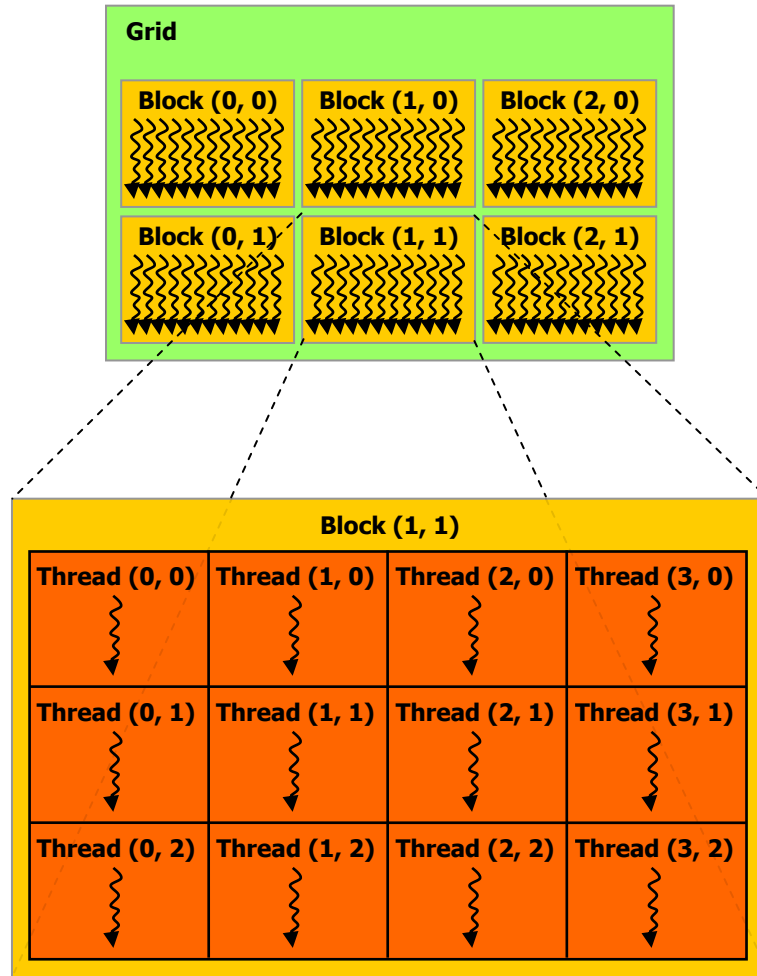 Grid
Block (0, 0) Block (1, 0) Block (2, 0)
Block (0, 1) Block (1, 1) Block (2, 1)
Block (1, 1)
Thread (0, 0) Thread (1, 0) Thread (2, 0) Thread (3, 0)
Thread (0, 1) Thread (1, 1) Thread (2, 1) Thread (3, 1)
Thread (0, 2) Thread (1, 2) Thread (2, 2) Thread (3, 2)